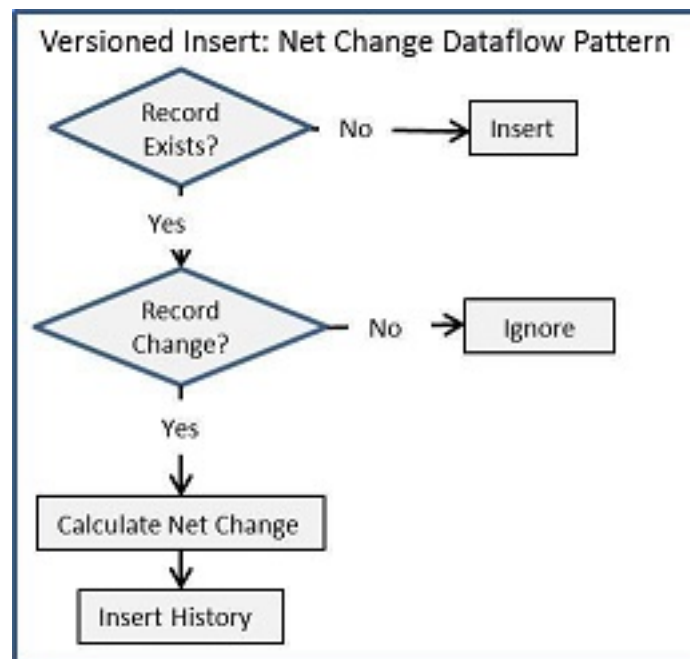 Versioned Insert: Net Change Dataflow Pattern
Record
Exists?
No
Insert
Yes
Record
Change?
No
Ignore
Yes
Calculate Net Change
Insert History